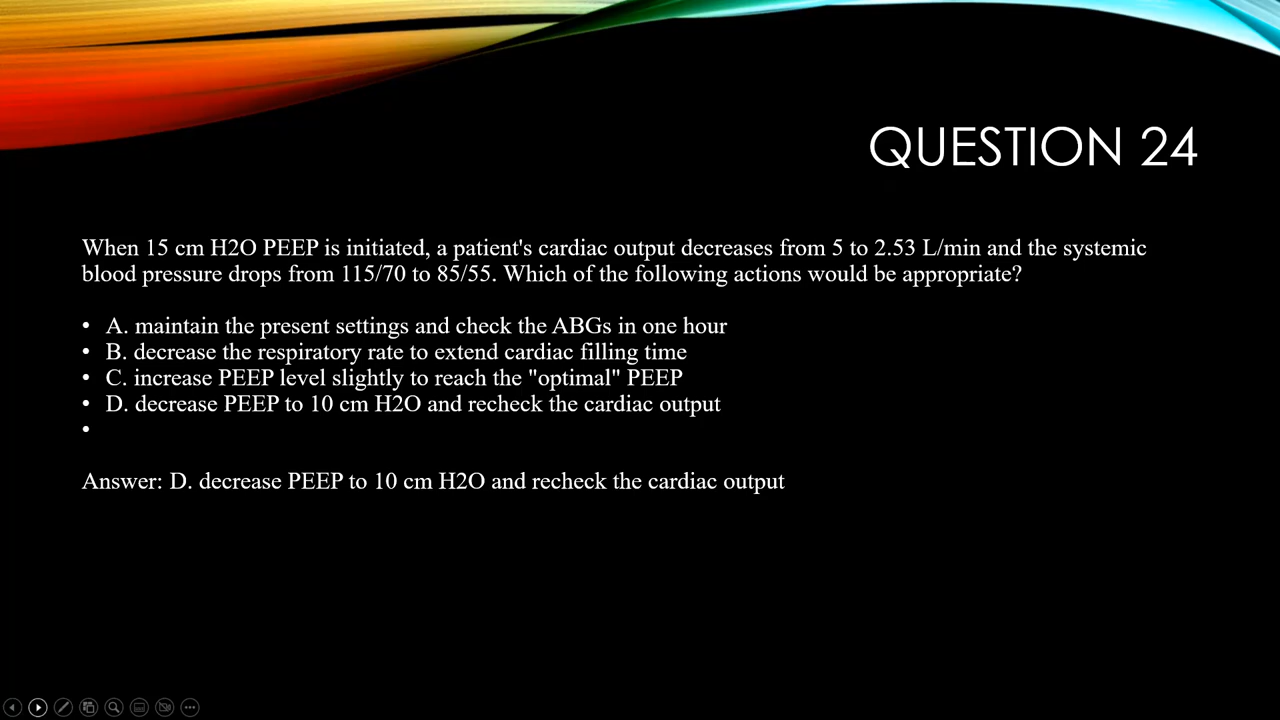 QUESTION 24
When 15 cm H2O PEEP is initiated, a patient's cardiac output decreases from 5 to 2.53 L/min and the systemic
blood pressure drops from 115/70 to 85/55. Which of the following actions would be appropriate?
• A. maintain the present settings and check the ABGs in one hour
• B. decrease the respiratory rate to extend cardiac filling time
• C. increase PEEP level slightly to reach the "optimal" PEEP
• D. decrease PEEP to 10 cm H2O and recheck the cardiac output
•
Answer: D. decrease PEEP to 10 cm H2O and recheck the cardiac output